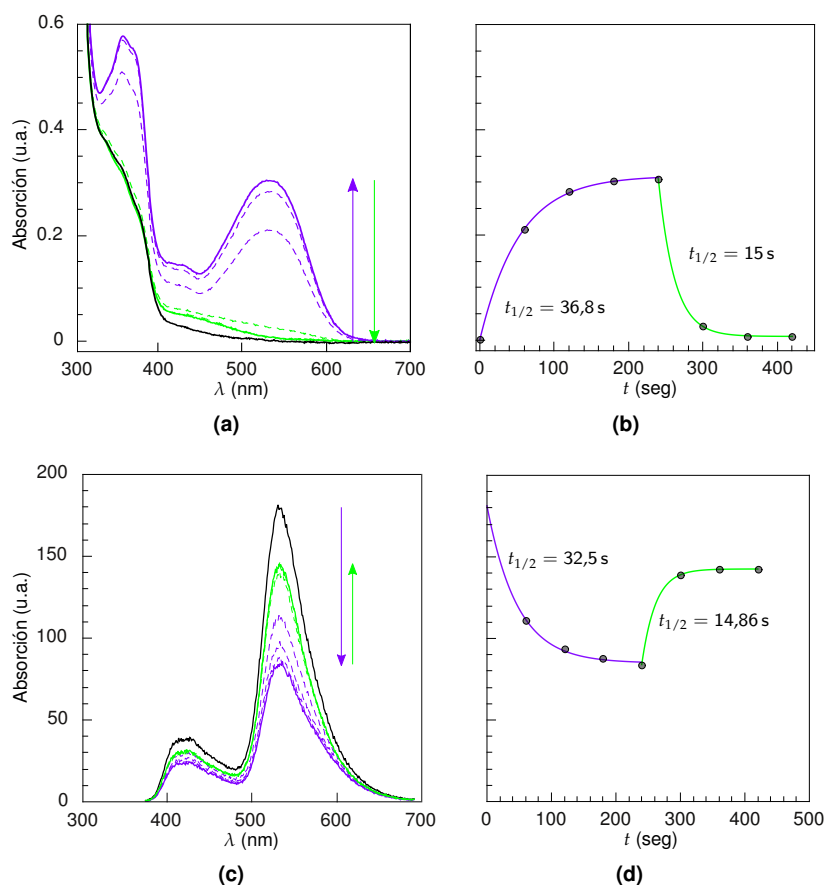 0.6
0.4
0.2
0
Absorción (u.a.)
300 400 500 600 700
λ (nm)
(a)
t1/2 = 36,8 s
t1/2 = 15 s
0 100 200 300 400
t (seg)
(b)
200
150
100
50
0
Absorción (u.a.)
300 400 500 600 700
λ (nm)
(c)
t1/2 = 32,5 s
t1/2 = 14,86 s
0 100 200 300 400 500
t (seg)
(d)